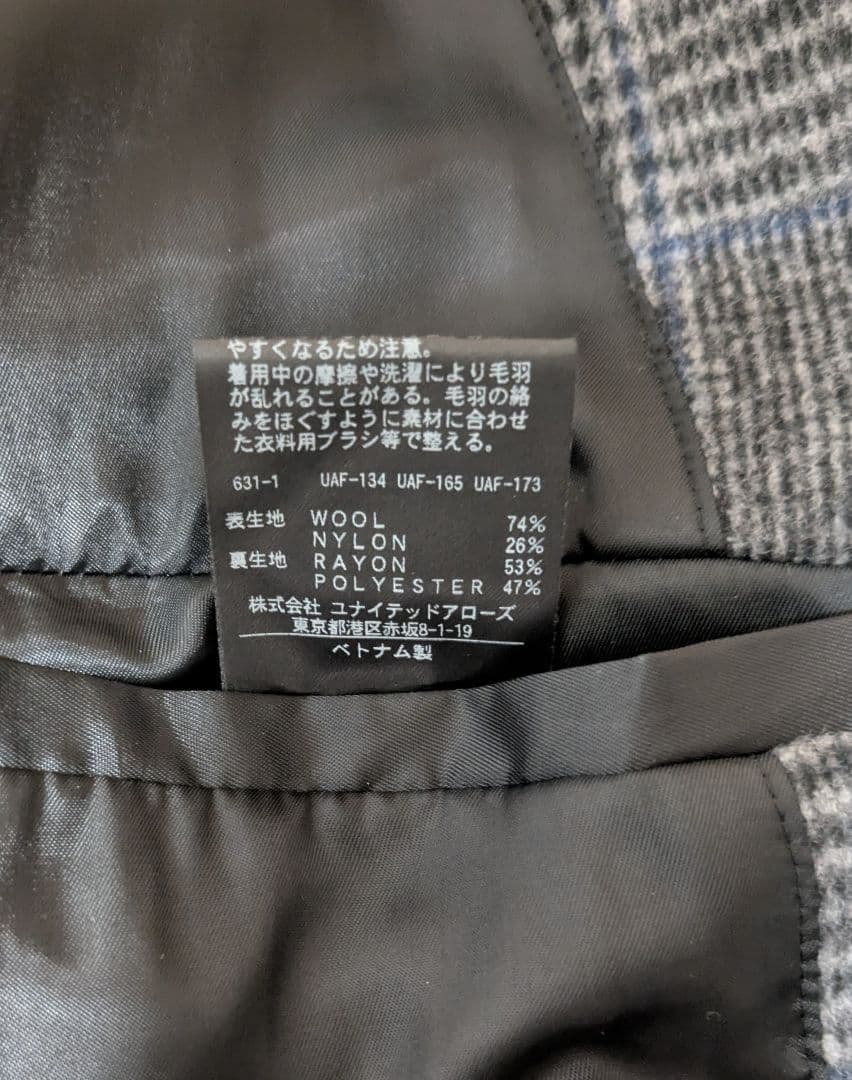 やすくなるため注意。
着用中の摩擦や洗濯により毛羽
が乱れることがある。毛羽の絡
みをほぐすように素材に合わせ
た衣料用ブラシ等で整える。
631-1 UAF-134 UAF-165 UAF-173
表生地 WOOL 74%
NYLON 26%
裏生地 RAYON 53%
POLYESTER 47%
株式会社 ユナイテッドアローズ
東京都港区赤坂8-1-19
ベトナム製